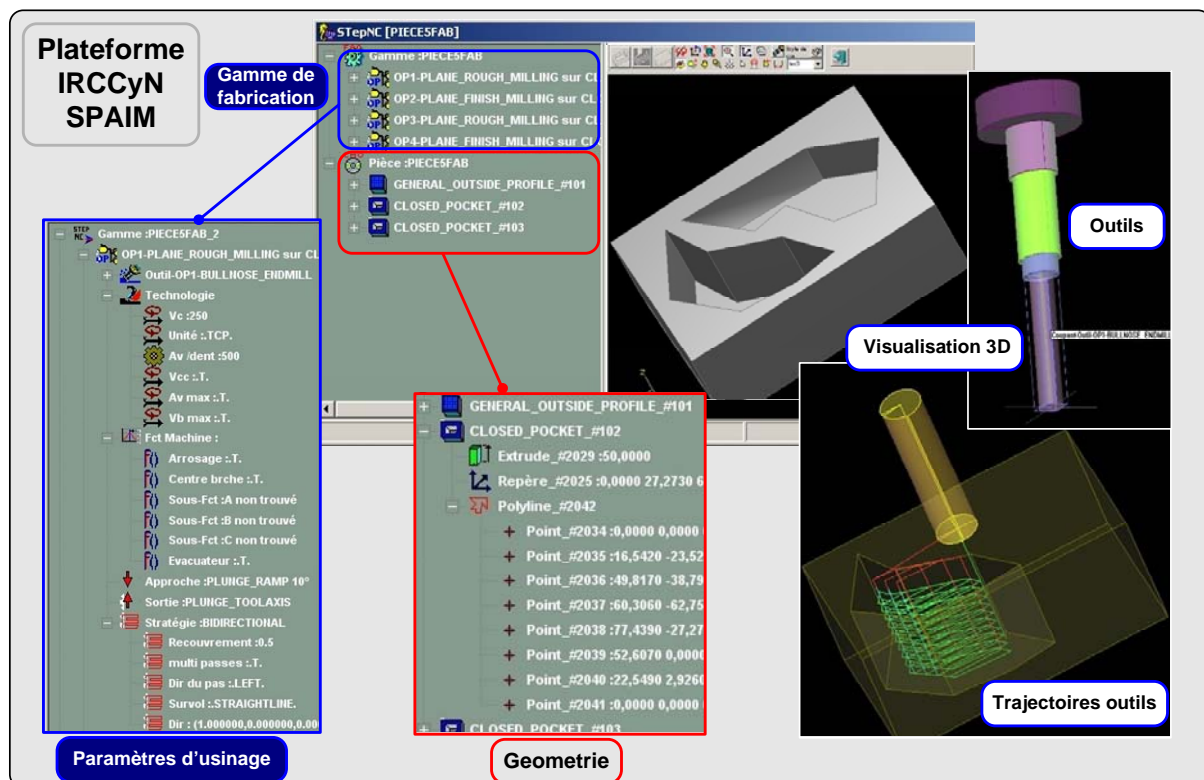 Plateforme
IRCCyN
SPAIM
Gamme de
fabrication
STepNC [PIECE5FAB]
Gamme :PIECE5FAB
OP1-PLANE_ROUGH_MILLING sur CL
OP2-PLANE_FINISH_MILLING sur CL
OP3-PLANE_ROUGH_MILLING sur CL
OP4-PLANE_FINISH_MILLING sur CL
Pièce :PIECE5FAB
GENERAL_OUTSIDE_PROFILE_#101
CLOSED_POCKET_#102
CLOSED_POCKET_#103
STEP
NC
Gamme :PIECE5FAB_2
OP1-PLANE_ROUGH_MILLING sur CL
Outil-OP1-BULLNOSE_ENDMILL
Technologie
Vc :250
Unité :.TCP.
Av /dent :500
Vcc :.T.
Av max :.T.
Vb max :.T.
Fct Machine :
Arrosage :.T.
Centre brche :.T.
Sous-Fct :A non trouvé
Sous-Fct :B non trouvé
Sous-Fct :C non trouvé
Evacuateur :.T.
Approche :PLUNGE_RAMP 10°
Sortie :PLUNGE_TOOLAXIS
Stratégie :BIDIRECTIONAL
Recouvrement :0.5
multi passes :.T.
Dir du pas :.LEFT.
Survol :.STRAIGHTLINE.
Dir : (1.000000,0.000000,0.00
Paramètres d'usinage
GENERAL_OUTSIDE_PROFILE_#101
CLOSED_POCKET_#102
Extrude_#2029 :50,0000
Repère_#2025 :0,0000 27,2730 6
Polyline_#2042
Point_#2034 :0,0000 0,0000
Point_#2035 :16,5420 -23,52
Point_#2036 :49,8170 -38,79
Point_#2037 :60,3060 -62,75
Point_#2038 :77,4390 -27,27
Point_#2039 :52,6070 0,0000
Point_#2040 :22,5490 2,9260
Point_#2041 :0,0000 0,0000
CLOSED_POCKET_#103
Geometrie
Outils
Coupant Outil-OP1-BULLNOSE_ENDMILL
Visualisation 3D
Trajectoires outils